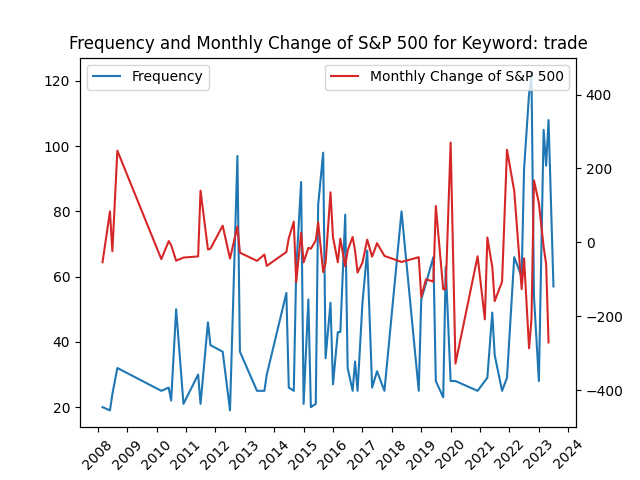 Frequency and Monthly Change of S&P 500 for Keyword: trade
Frequency
Monthly Change of S&P 500
120
100
80
60
40
20
400
200
0
−200
−400
2008 2009 2010 2011 2012 2013 2014 2015 2016 2017 2018 2019 2020 2021 2022 2023 2024